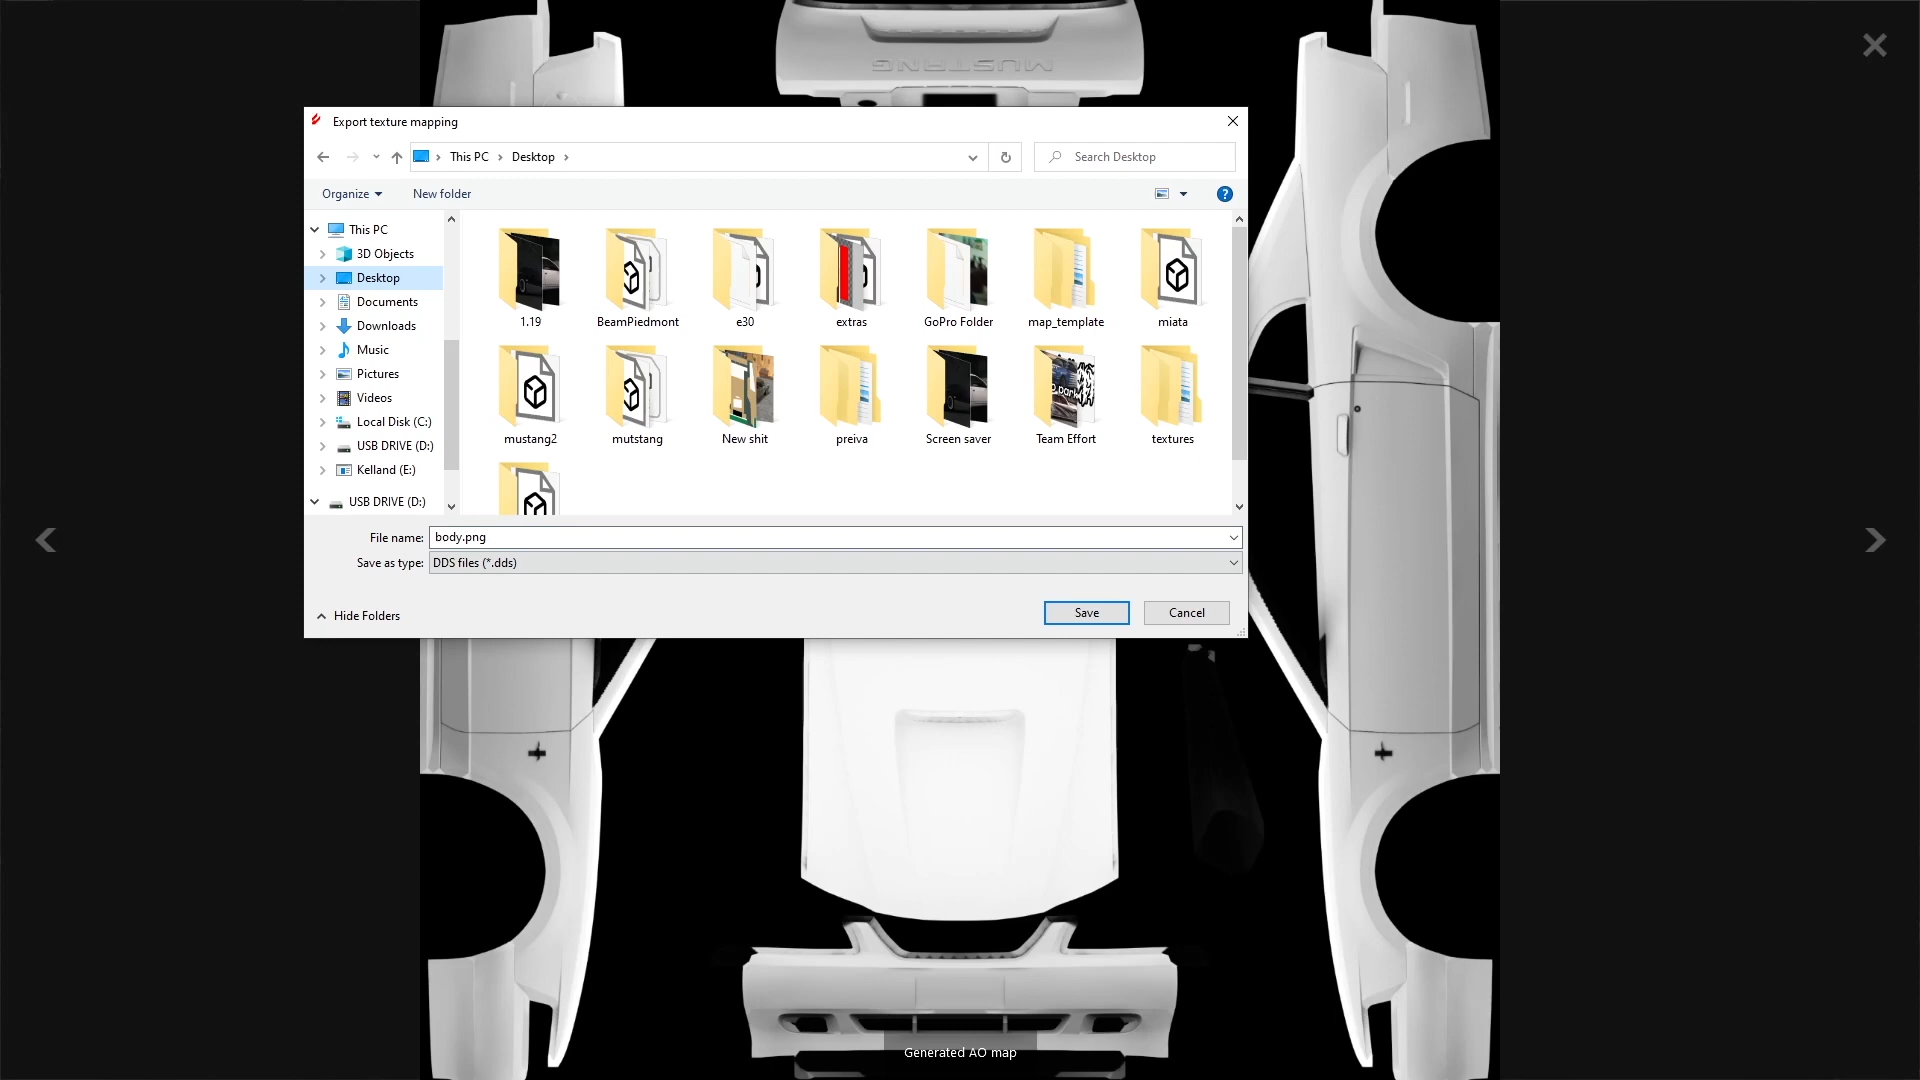 MUSTANG
Export texture mapping
This PC
Desktop
Search Desktop
Organize
New folder
This PC
3D Objects
Desktop
Documents
Downloads
Music
Pictures
Videos
Local Disk (C:)
USB DRIVE (D:)
Kelland (E:)
USB DRIVE (D:)
1.19
BeamPiedmont
e30
extras
GoPro Folder
map_template
miata
mustang2
mutstang
New shit
preiva
Screen saver
Team Effort
textures
File name: body.png
Save as type: DDS files (*.dds)
Hide Folders
Save
Cancel
Generated AO map